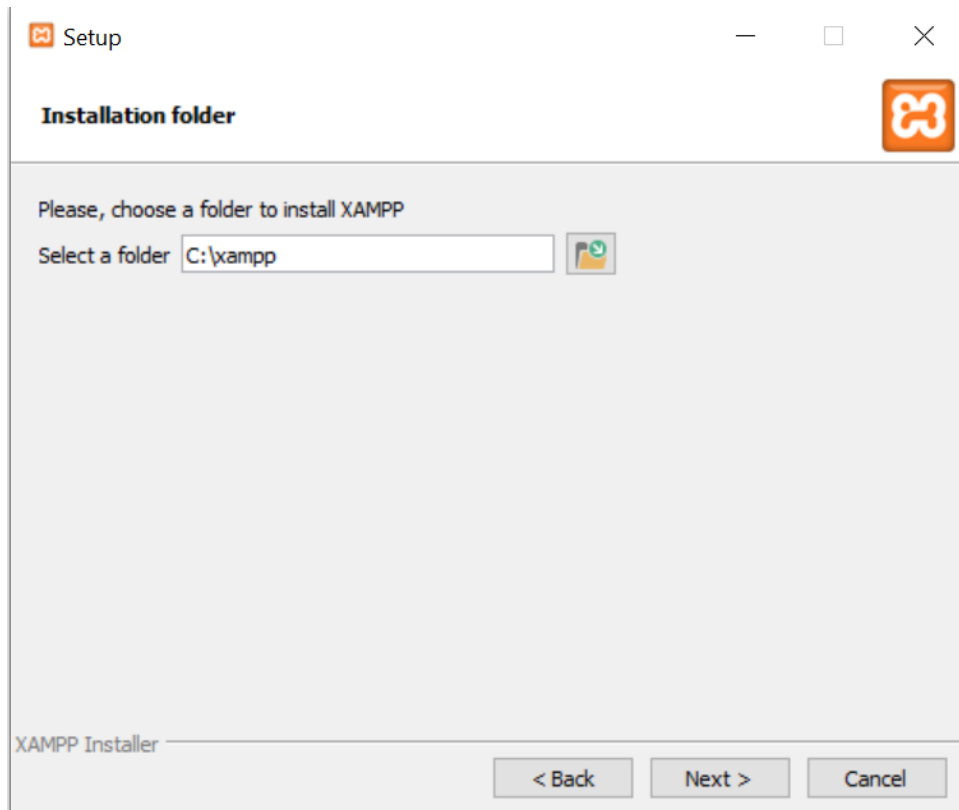 Setup
Installation folder
Please, choose a folder to install XAMPP
Select a folder C:\xampp
XAMPP Installer
< Back Next > Cancel